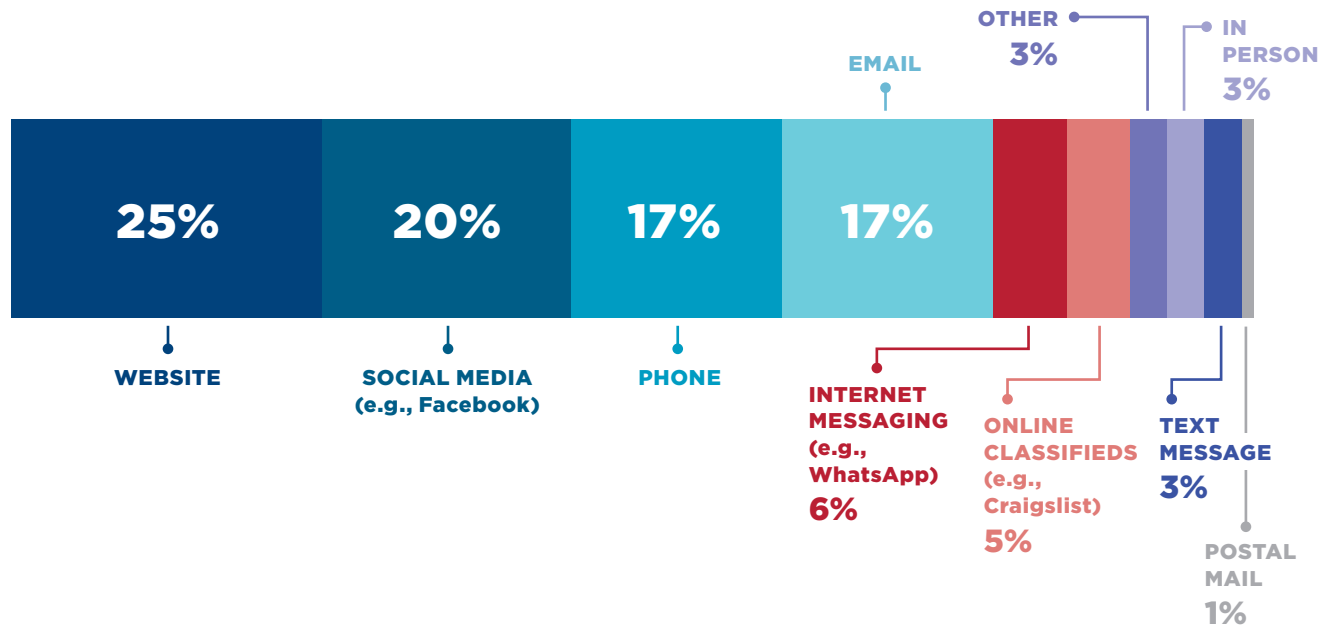 OTHER
3%
IN
PERSON
3%
EMAIL
25%
20%
17%
17%
WEBSITE
SOCIAL MEDIA
(e.g., Facebook)
PHONE
INTERNET
MESSAGING
(e.g.,
WhatsApp)
6%
ONLINE
CLASSIFIEDS
(e.g.,
Craigslist)
5%
TEXT
MESSAGE
3%
POSTAL
MAIL
1%